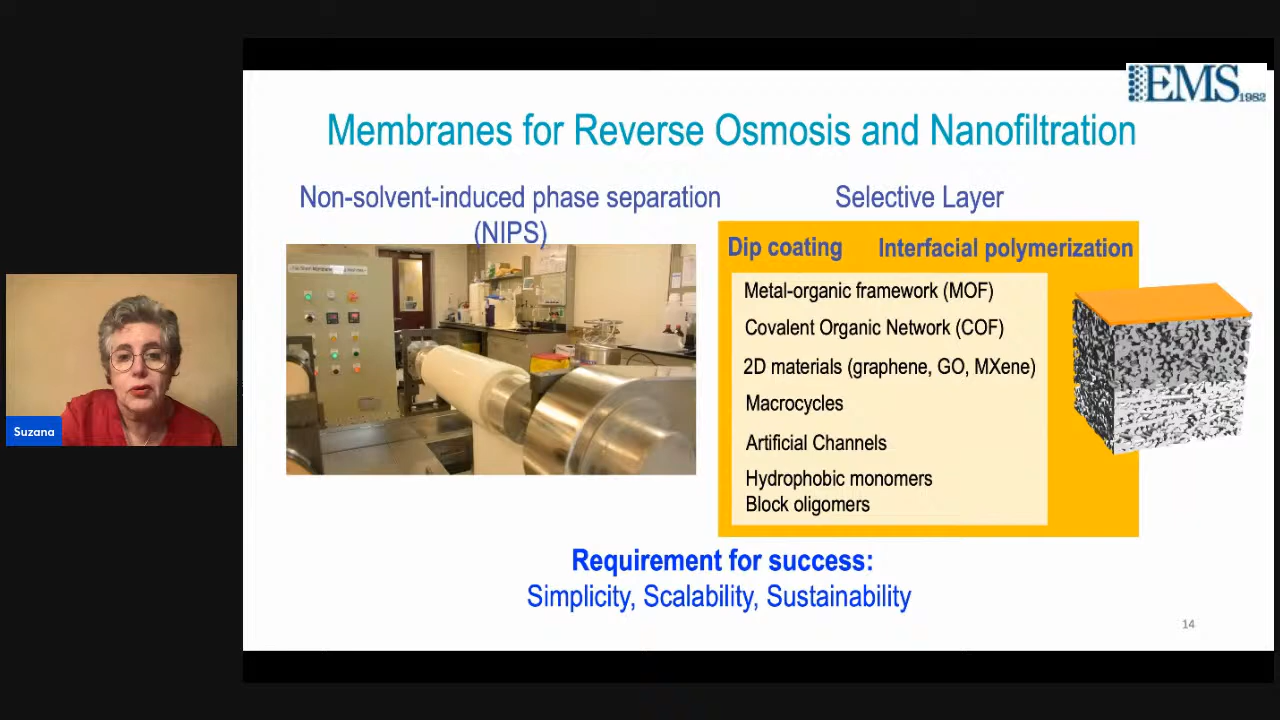 EMS 1982
Membranes for Reverse Osmosis and Nanofiltration
Non-solvent-induced phase separation
(NIPS)
Selective Layer
Dip coating Interfacial polymerization
Metal-organic framework (MOF)
Covalent Organic Network (COF)
2D materials (graphene, GO, MXene)
Macrocycles
Artificial Channels
Hydrophobic monomers
Block oligomers
Requirement for success:
Simplicity, Scalability, Sustainability
14
Suzana